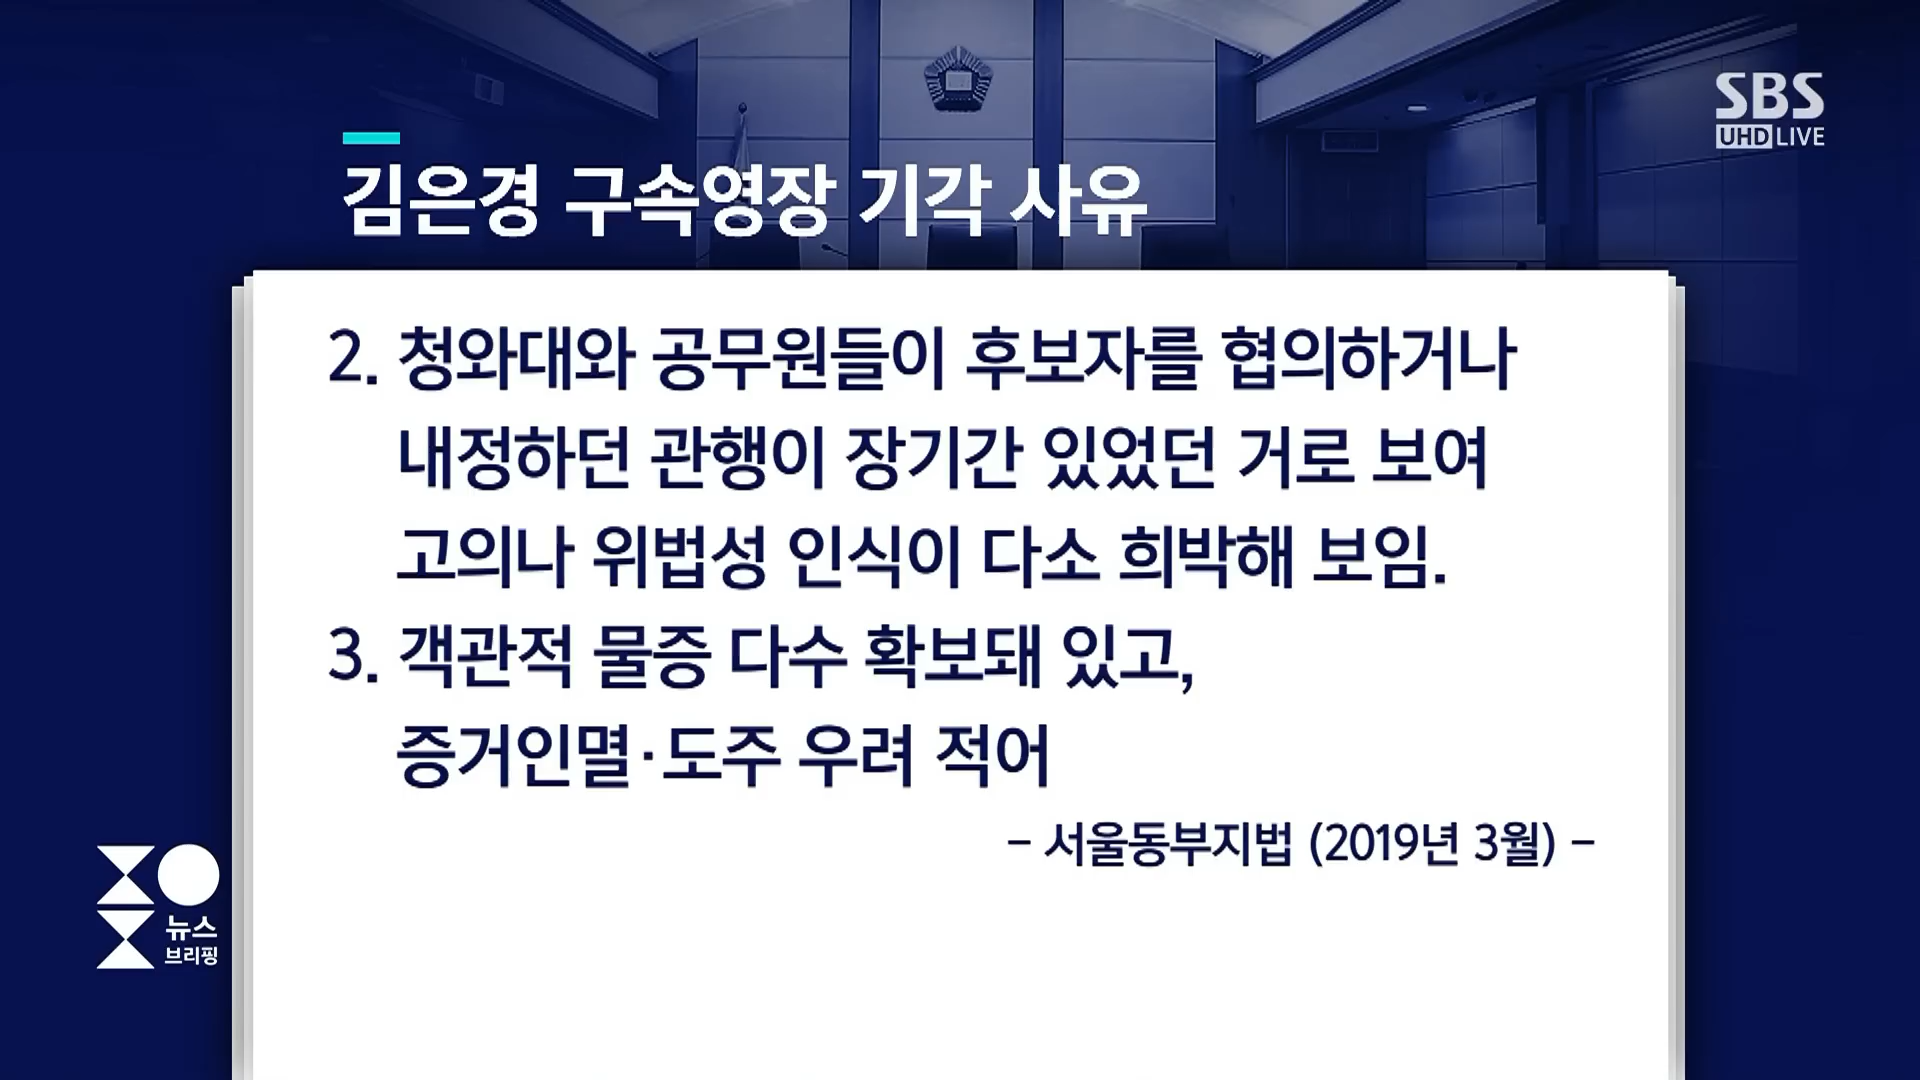 SBS
UHD LIVE
김은경 구속영장 기각 사유
2. 청와대와 공무원들이 후보자를 협의하거나
내정하던 관행이 장기간 있었던 거로 보여
고의나 위법성 인식이 다소 희박해 보임.
3. 객관적 물증 다수 확보돼 있고,
증거인멸·도주 우려 적어
- 서울동부지법 (2019년 3월) -
뉴스
브리핑